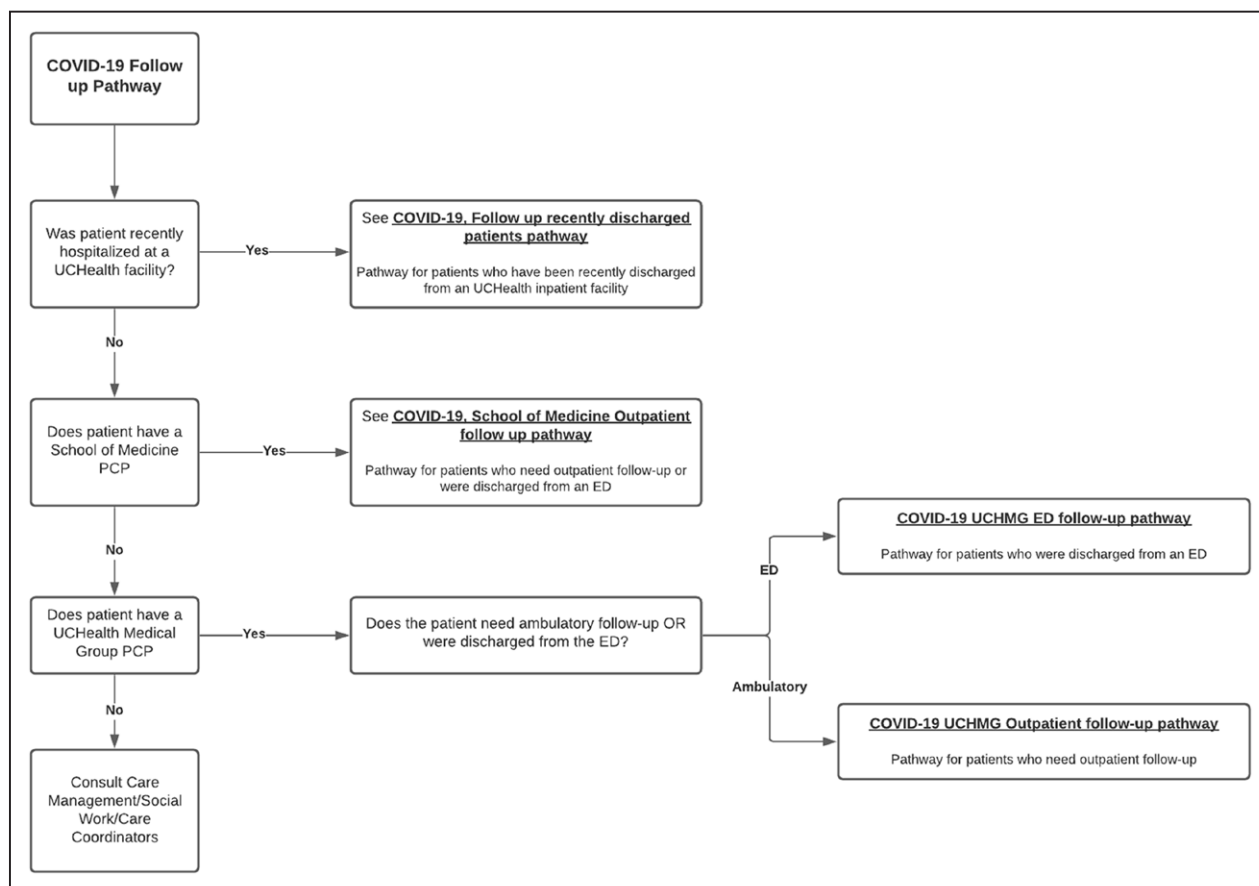 COVID-19 Follow
up Pathway
Was patient recently
hospitalized at a
UCHealth facility?
Yes
See COVID-19, Follow up recently discharged
patients pathway
Pathway for patients who have been recently discharged
from an UCHealth inpatient facility
No
Does patient have a
School of Medicine
PCP
Yes
See COVID-19, School of Medicine Outpatient
follow up pathway
Pathway for patients who need outpatient follow-up or
were discharged from an ED
No
Does patient have a
UCHealth Medical
Group PCP
Yes
Does the patient need ambulatory follow-up OR
were discharged from the ED?
ED
COVID-19 UCHMG ED follow-up pathway
Pathway for patients who were discharged from an ED
Ambulatory
COVID-19 UCHMG Outpatient follow-up pathway
Pathway for patients who need outpatient follow-up
No
Consult Care
Management/Social
Work/Care
Coordinators